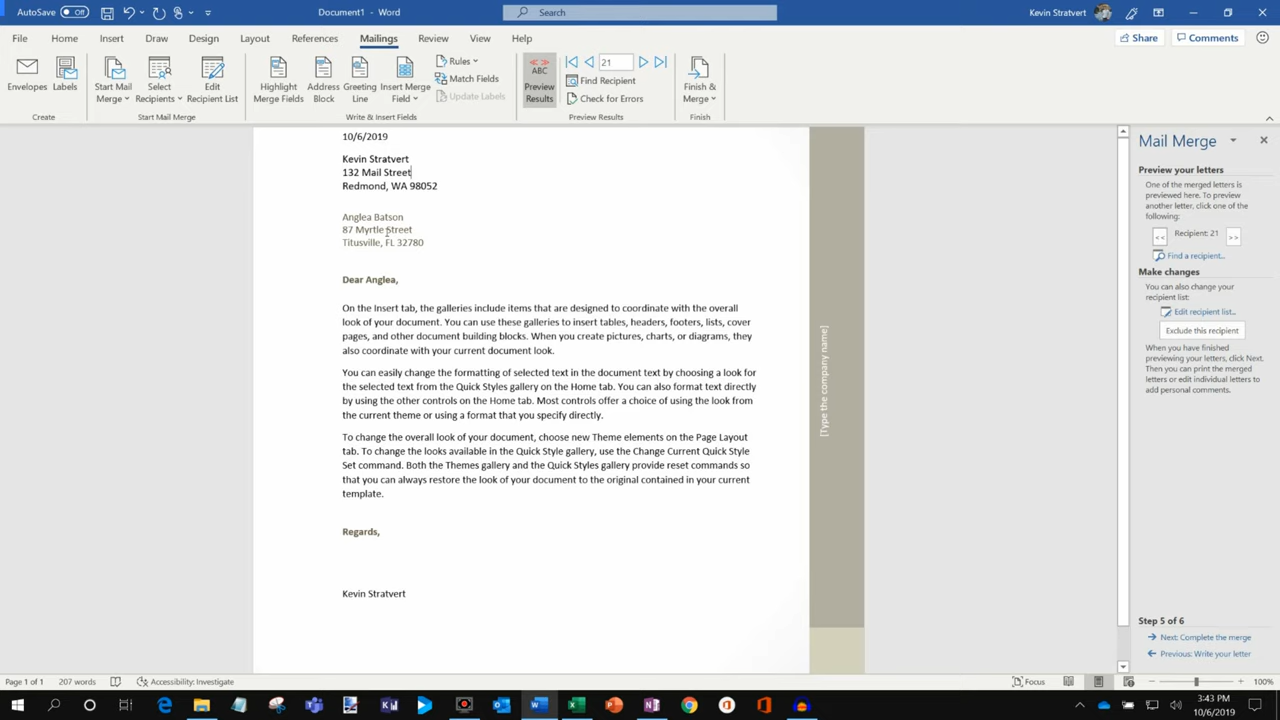 AutoSave Off
Document1 - Word
Search
Kevin Stratvert
File Home Insert Draw Design Layout References Mailings Review View Help
Share Comments
Envelopes
Labels
Start Mail Merge
Select Recipients
Edit Recipient List
Highlight Merge Fields
Address Block
Greeting Line
Insert Merge Field
Rules
Match Fields
Update Labels
ABC
Preview Results
21
Find Recipient
Check for Errors
Finish & Merge
Create
Start Mail Merge
Write & Insert Fields
Preview Results
Finish
10/6/2019
Kevin Stratvert
132 Mail Street
Redmond, WA 98052
Anglea Batson
87 Myrtle Street
Titusville, FL 32780
Dear Anglea,
On the Insert tab, the galleries include items that are designed to coordinate with the overall
look of your document. You can use these galleries to insert tables, headers, footers, lists, cover
pages, and other document building blocks. When you create pictures, charts, or diagrams, they
also coordinate with your current document look.
You can easily change the formatting of selected text in the document text by choosing a look for
the selected text from the Quick Styles gallery on the Home tab. You can also format text directly
by using the other controls on the Home tab. Most controls offer a choice of using the look from
the current theme or using a format that you specify directly.
To change the overall look of your document, choose new Theme elements on the Page Layout
tab. To change the looks available in the Quick Style gallery, use the Change Current Quick Style
Set command. Both the Themes gallery and the Quick Styles gallery provide reset commands so
that you can always restore the look of your document to the original contained in your current
template.
Regards,
Kevin Stratvert
[Type the company name]
Mail Merge
Preview your letters
One of the merged letters is
previewed here. To preview
another letter, click one of the
following:
<< Recipient: 21 >>
Find a recipient...
Make changes
You can also change your
recipient list:
Edit recipient list...
Exclude this recipient
When you have finished
previewing your letters, click Next.
Then you can print the merged
letters or edit individual letters to
add personal comments.
Step 5 of 6
Next: Complete the merge
Previous: Write your letter
Page 1 of 1 207 words Accessibility: Investigate
Focus
100%
3:43 PM
10/6/2019